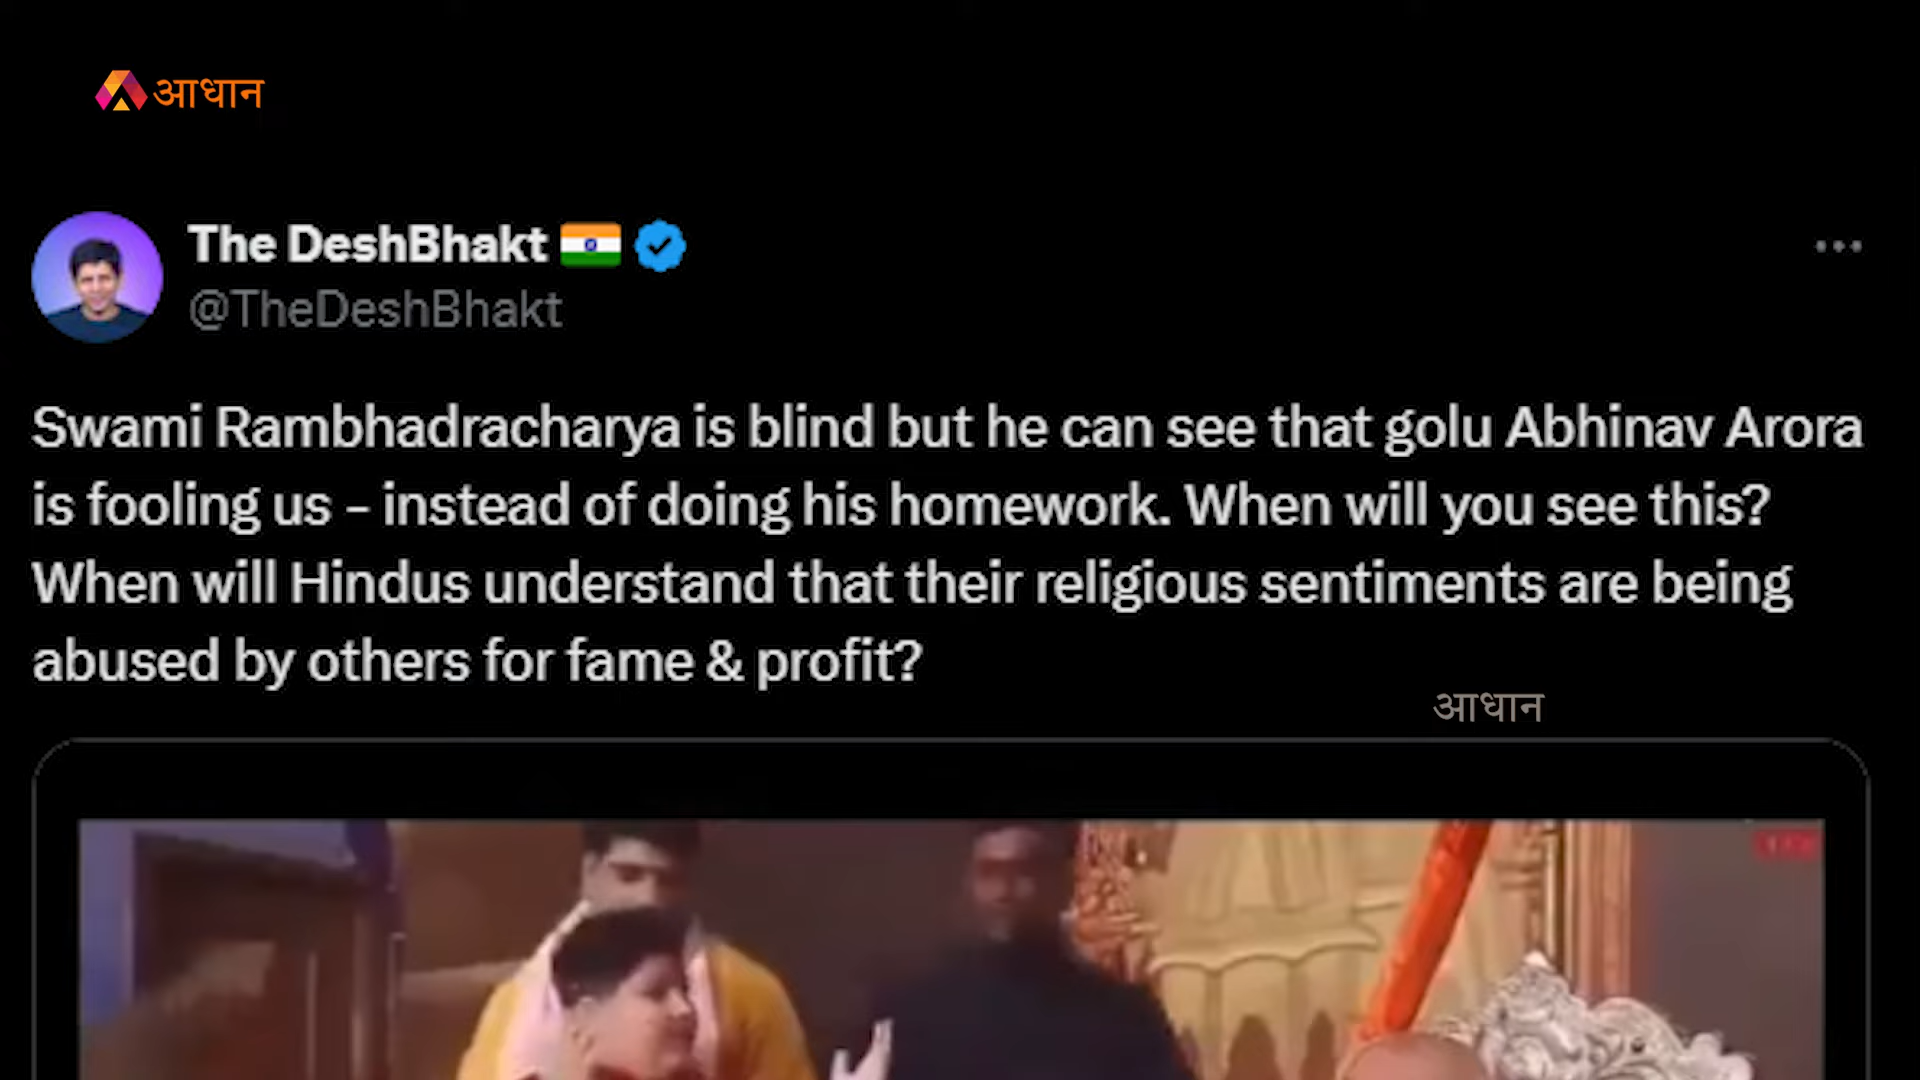 आधान
The DeshBhakt
@TheDeshBhakt
Swami Rambhadracharya is blind but he can see that golu Abhinav Arora
is fooling us – instead of doing his homework. When will you see this?
When will Hindus understand that their religious sentiments are being
abused by others for fame & profit?
आधान